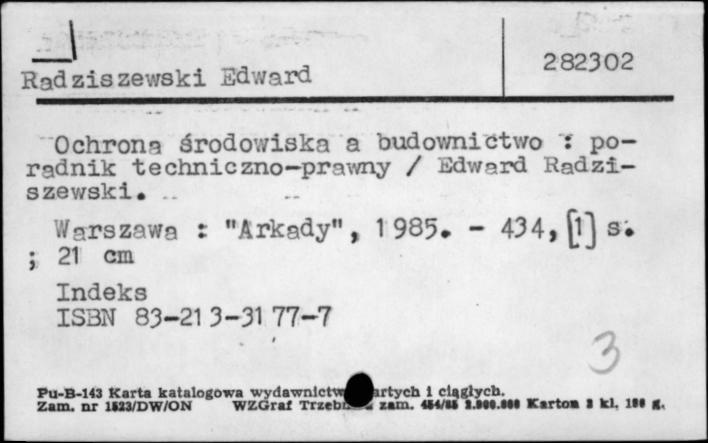 282302
Radziszewski Edward
Ochrona środowiska a budownictwo : po-
radnik techniczno-prawny / Edward Radzi-
szewski.
Warszawa : "Arkady", 1985. - 434, [1] s.
; 21 cm
Indeks
ISBN 83-213-3177-7
3
Pu-B-143 Karta katalogowa wydawnictw ciągłych.
Zam. nr 1523/DW/ON WZGraf zam. Karton kl.